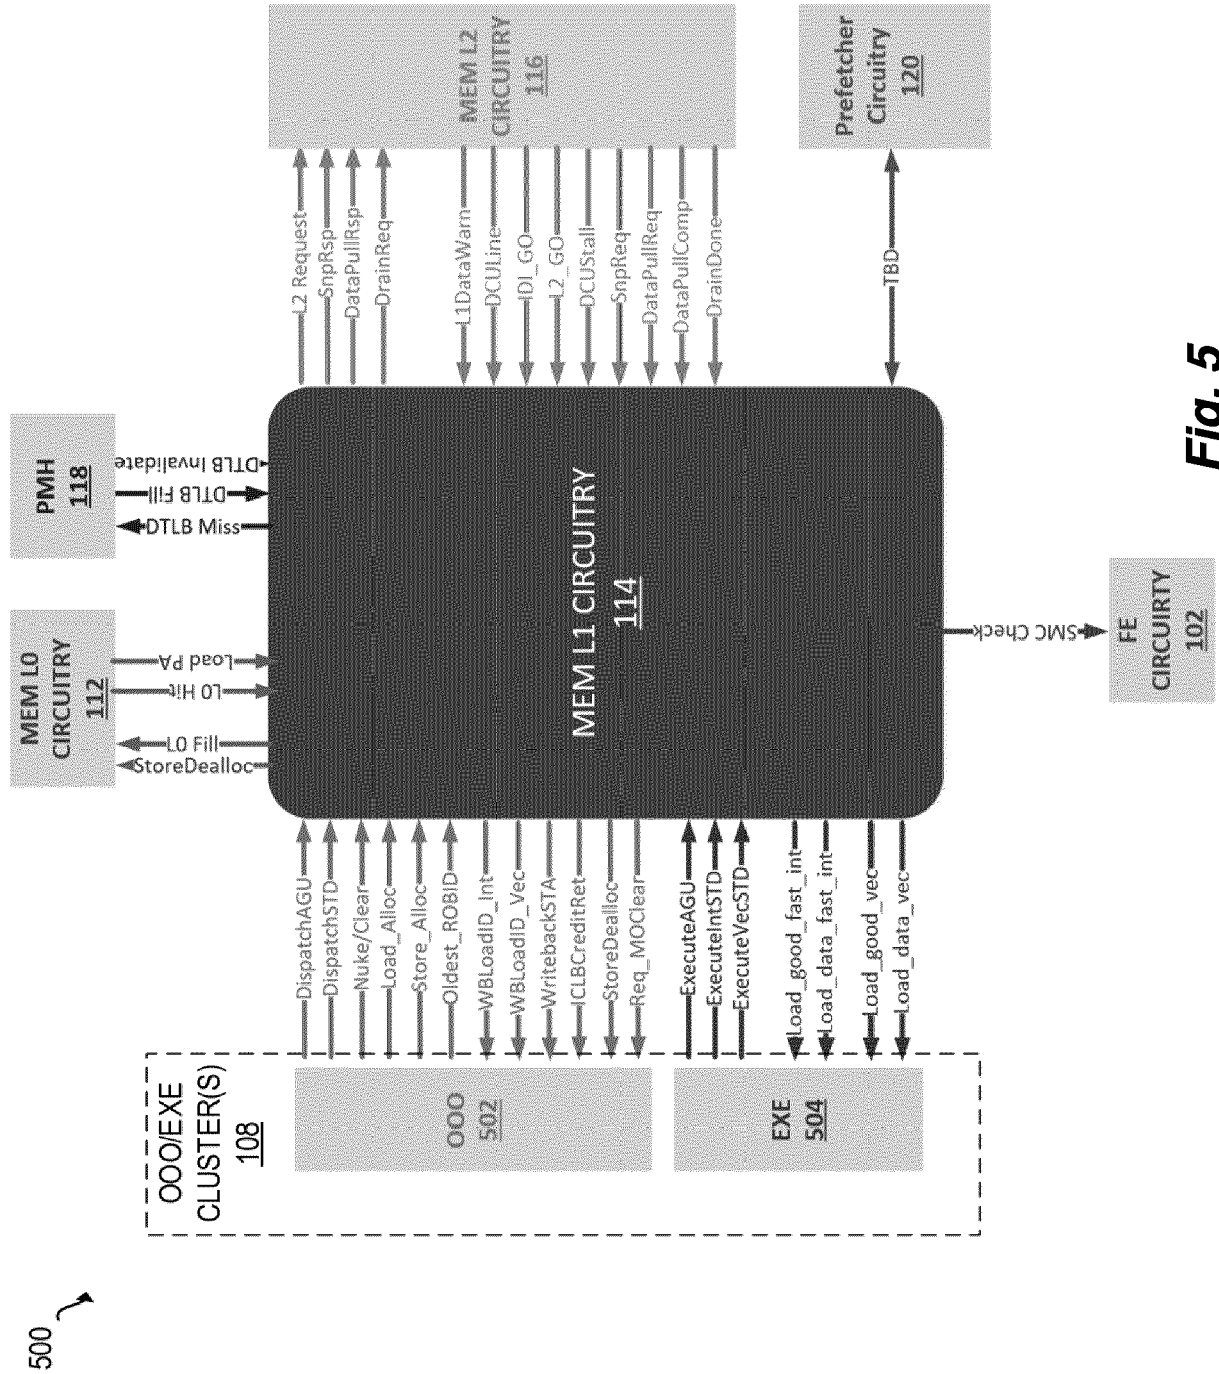 500
OOO/EXE
CLUSTER(S)
108
OOO
502
EXE
504
DispatchAGU
DispatchSTD
Nuke/Clear
Load_Alloc
Store_Alloc
Oldest_ROBID
WBLoadID_Int
WBLoadID_Vec
WritebackSTA
ICLBCreditRet
StoreDealloc
Req_MOClear
ExecuteAGU
ExecuteIntSTD
ExecuteVecSTD
Load_good_fast_int
Load_data_fast_int
Load_good_vec
Load_data_vec
MEM L0
CIRCUITRY
112
StoreDealloc
L0 Fill
L0 Hit
Load PA
PMH
118
DTLB Miss
DTLB Fill
DTLB Invalidate
MEM L1 CIRCUITRY
114
SMC Check
FE
CIRCUIRTY
102
L2 Request
SnpRsp
DataPullRsp
DrainReq
L1DataWarn
DCULine
IDI_GO
L2_GO
DCUStall
SnpReq
DataPullReq
DataPullComp
DrainDone
TBD
MEM L2
CIRCUITRY
116
Prefetcher
Circuitry
120
Fig. 5